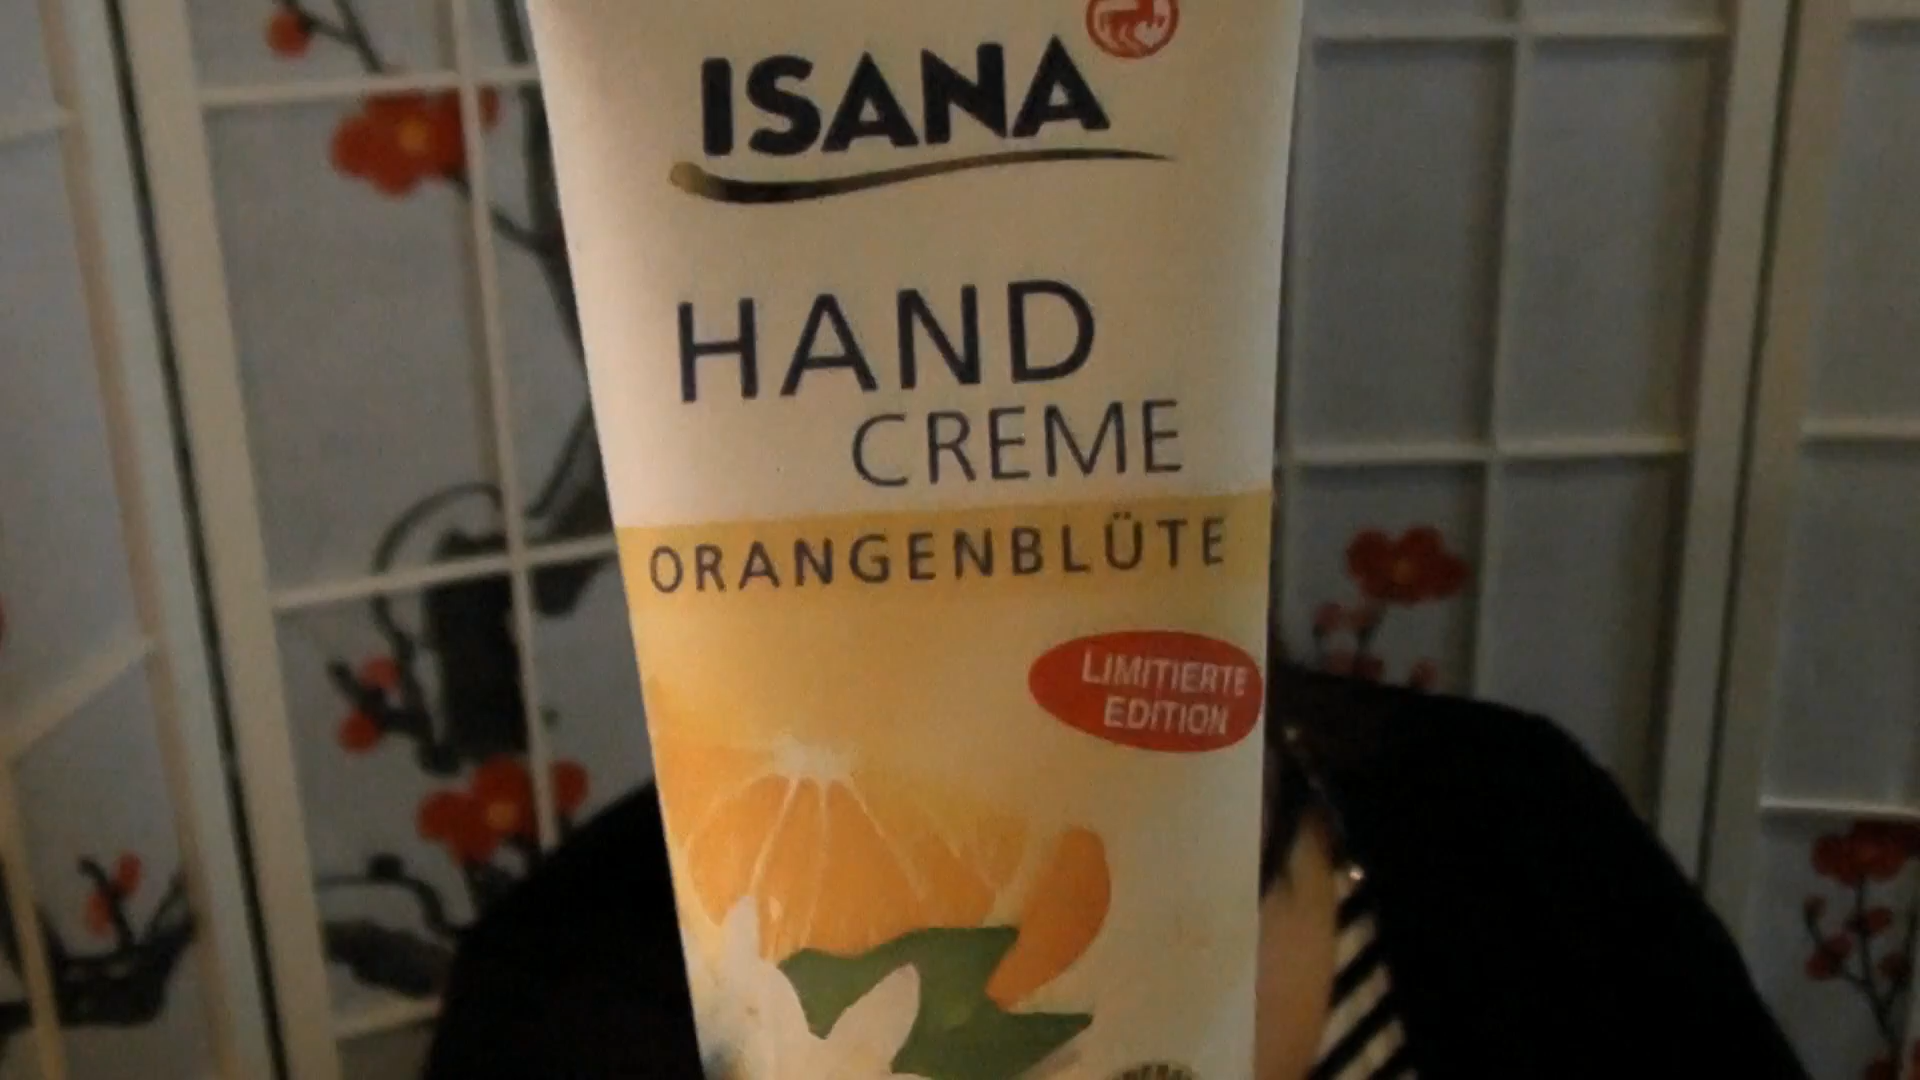 ISANA
HAND
CREME
ORANGENBLÜTE
LIMITIERTE
EDITION